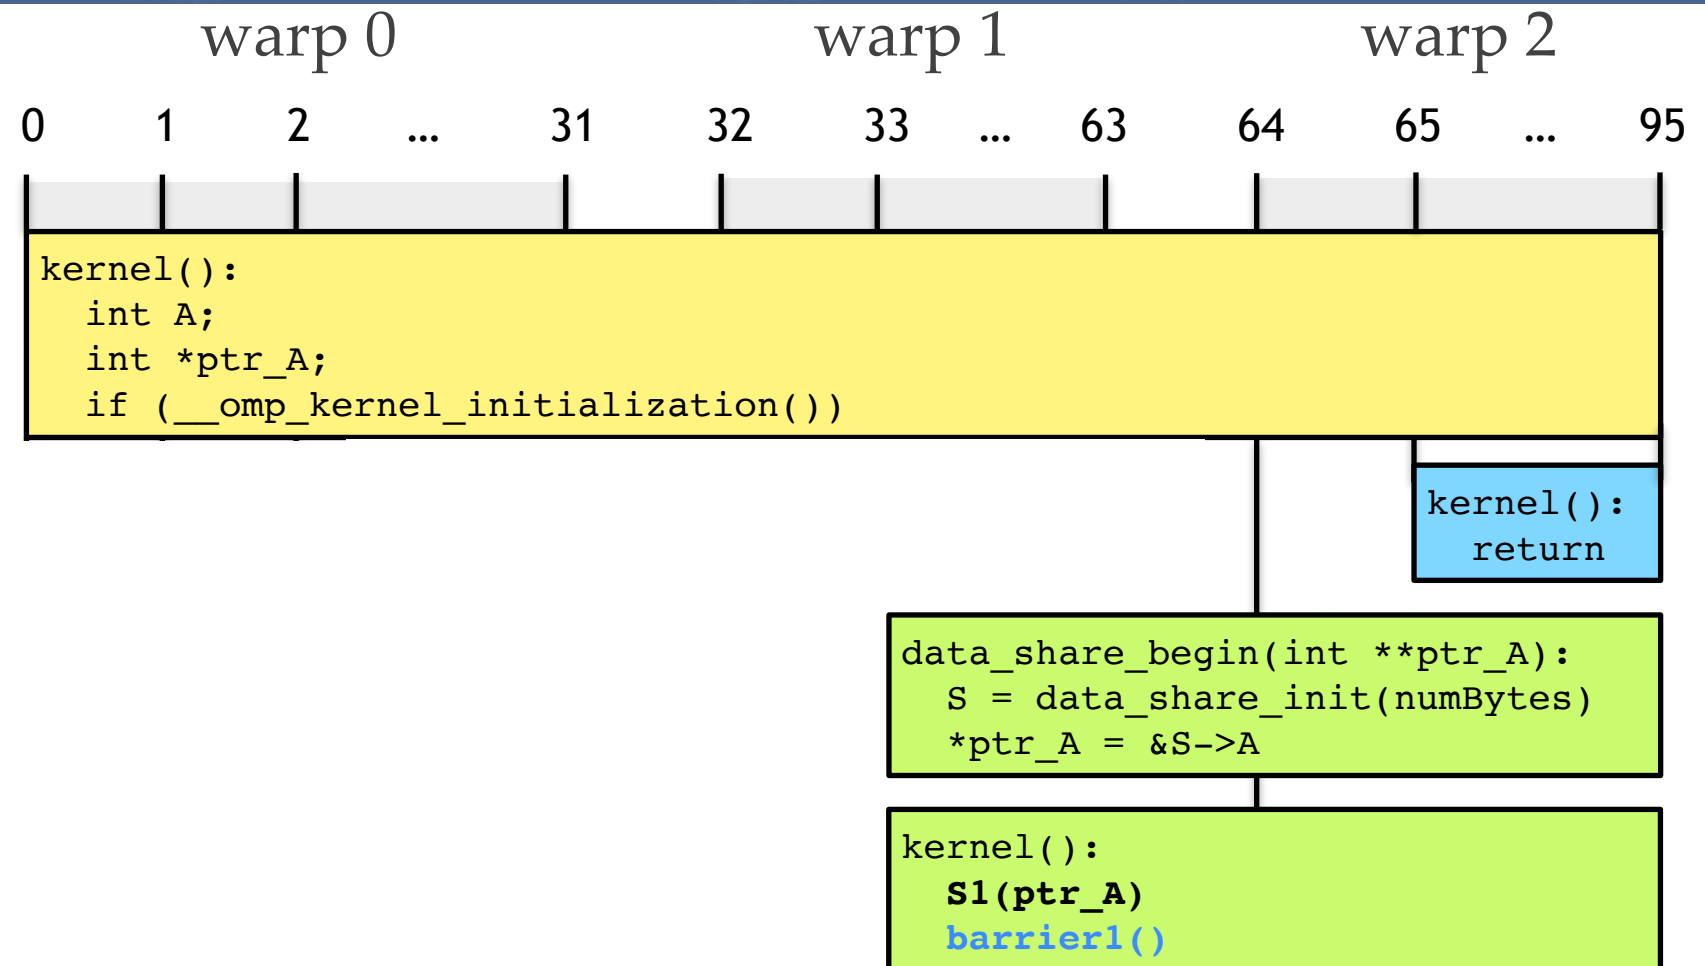 warp 0 warp 1 warp 2
0 1 2 … 31 32 33 … 63 64 65 … 95
kernel():
int A;
int *ptr_A;
if (__omp_kernel_initialization())
kernel():
return
data_share_begin(int **ptr_A):
S = data_share_init(numBytes)
*ptr_A = &S->A
kernel():
S1(ptr_A)
barrier1()